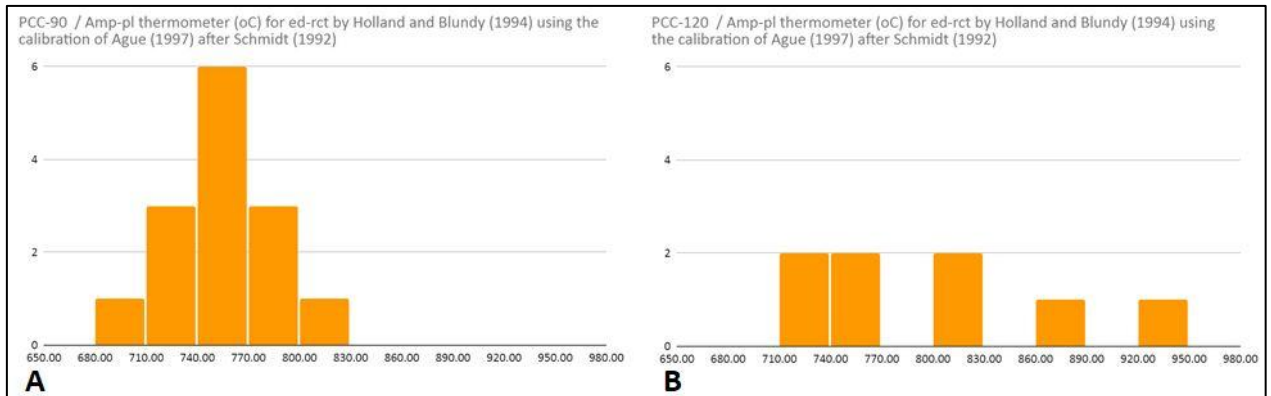 PCC-90 / Amp-pl thermometer (oC) for ed-rct by Holland and Blundy (1994) using the
calibration of Ague (1997) after Schmidt (1992)
6
4
2
0
650.00 680.00 710.00 740.00 770.00 800.00 830.00 860.00 890.00 920.00 950.00 980.00
A
PCC-120 / Amp-pl thermometer (oC) for ed-rct by Holland and Blundy (1994) using
the calibration of Ague (1997) after Schmidt (1992)
6
4
2
0
650.00 680.00 710.00 740.00 770.00 800.00 830.00 860.00 890.00 920.00 950.00 980.00
B